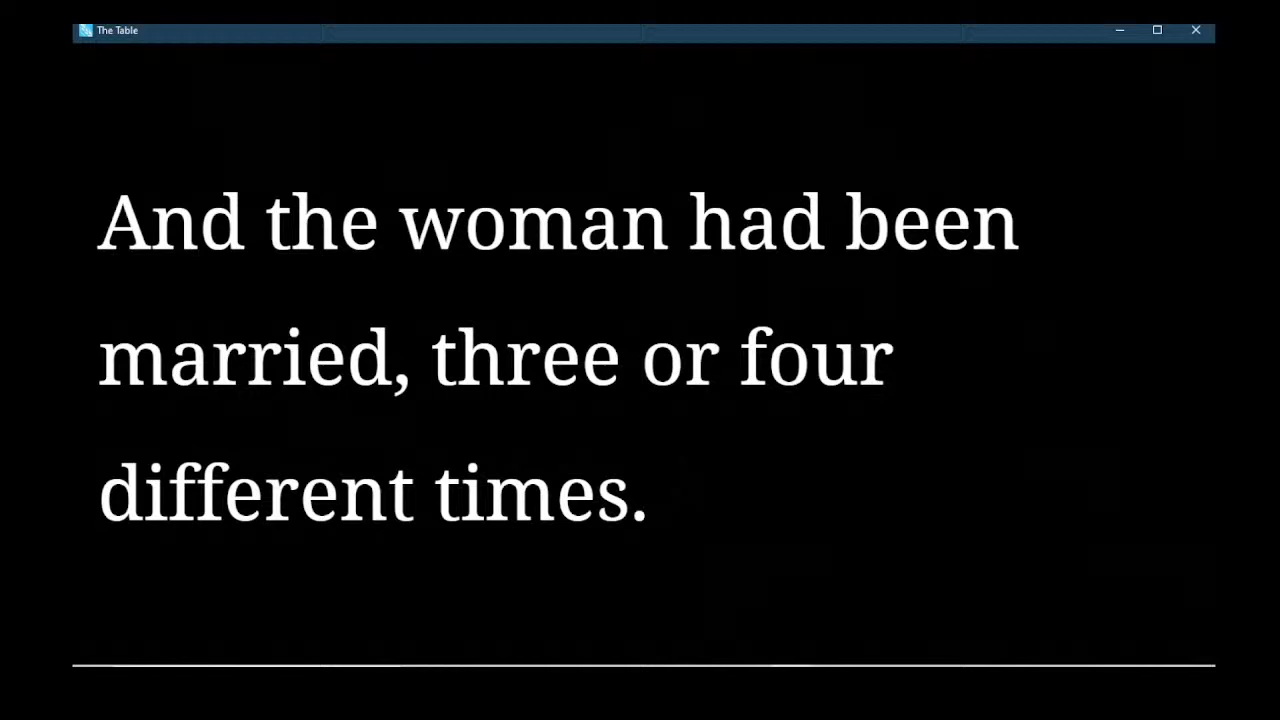 The Table
And the woman had been
married, three or four
different times.